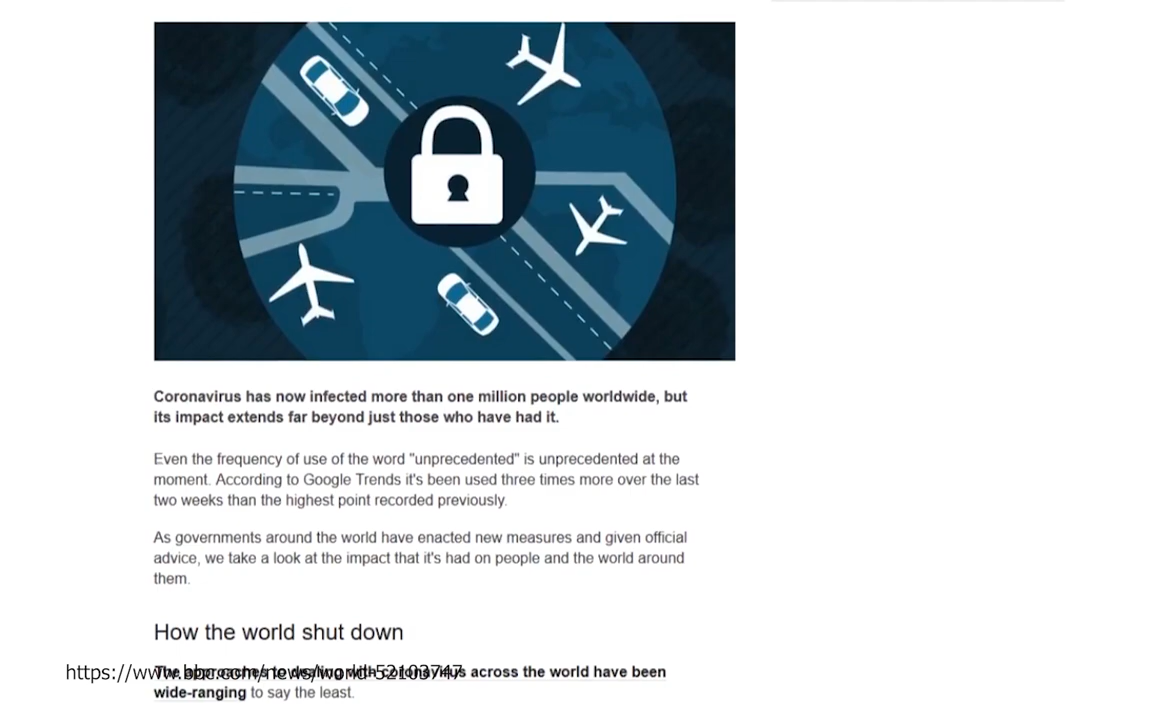 Coronavirus has now infected more than one million people worldwide, but
its impact extends far beyond just those who have had it.
Even the frequency of use of the word "unprecedented" is unprecedented at the
moment. According to Google Trends it's been used three times more over the last
two weeks than the highest point recorded previously.
As governments around the world have enacted new measures and given official
advice, we take a look at the impact that it's had on people and the world around
them.
How the world shut down
https://www.bbc.com/news/world-52103747
The approaches to dealing with coronavirus across the world have been
wide-ranging to say the least.